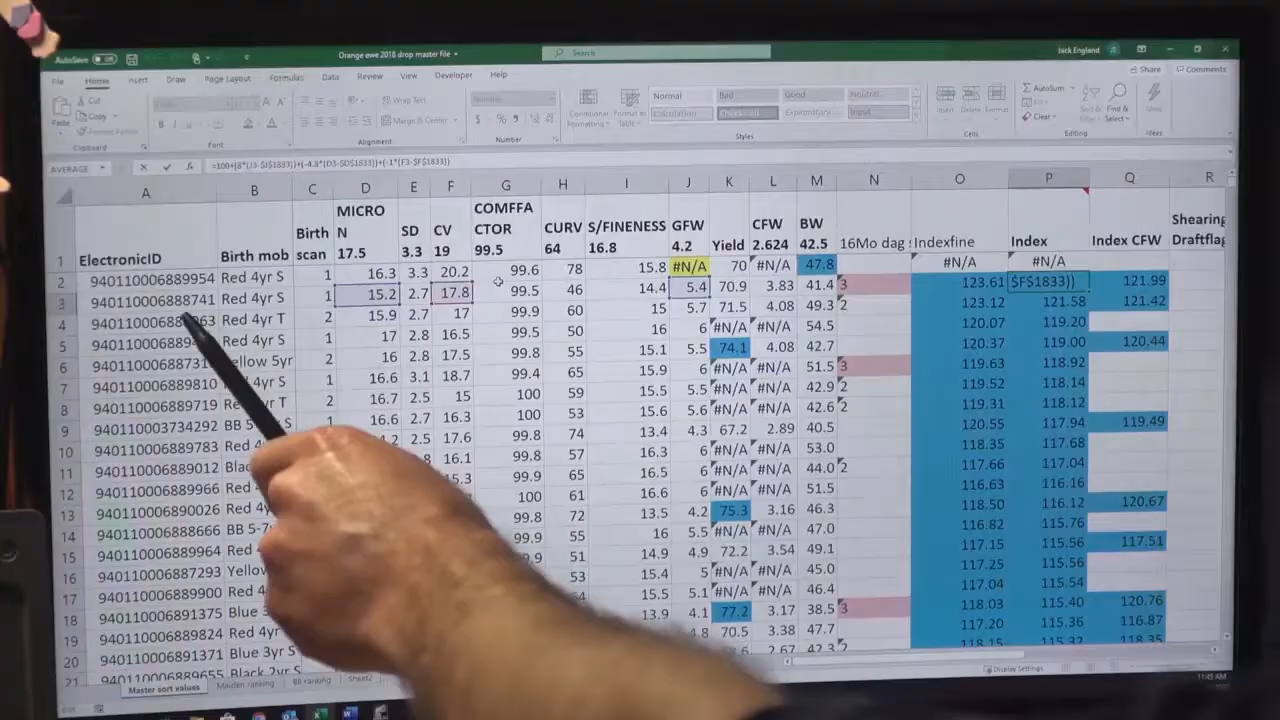 AutoSave Off
Orange ewe 2018 drop master file
Search
Jack England
File Home Insert Draw Page Layout Formulas Data Review View Developer Help
Share Comments
Cut
Copy
Format Painter
Paste
Clipboard
Wrap Text
Merge & Center
Font
Alignment
Number
Conditional Formatting
Format as Table
Normal Bad Good Neutral
Calculation Check Cell Explanatory... Input
Styles
Insert Delete Format
Cells
AutoSum
Fill
Clear
Sort &
Find & Select
Editing
Ideas
AVERAGE
=100+(8*(J3-$J$1833))+(-4.8*(D3-$D$1833))+(-1*(F3-$F$1833))
A B C D E F G H I J K L M N O P Q R
1 ElectronicID Birth mob Birth scan MICRON 17.5 SD 3.3 CV 19 COMFFACTOR 99.5 CURV 64 S/FINENESS 16.8 GFW 4.2 Yield CFW 2.624 BW 42.5 16Mo dag Indexfine Index Index CFW Shearing Draftflag
2 940110006889954 Red 4yr S 1 16.3 3.3 20.2 99.6 78 15.8 #N/A 70 #N/A 47.8 #N/A #N/A
3 940110006888741 Red 4yr S 1 15.2 2.7 17.8 99.5 46 14.4 5.4 70.9 3.83 41.4 3 123.61 $F$1833)) 121.99
4 Red 4yr T 2 15.9 2.7 17 99.9 60 15 5.7 71.5 4.08 49.3 2 123.12 121.58 121.42
5 Red 4yr S 1 17 2.8 16.5 99.5 50 16 6 #N/A #N/A 54.5 120.07 119.20
6 Yellow 5yr 2 16 2.8 17.5 99.8 55 15.1 5.5 74.1 4.08 42.7 120.37 119.00 120.44
7 940110006889810 4yr S 1 16.6 3.1 18.7 99.4 65 15.9 6 #N/A #N/A 51.5 3 119.63 118.92
8 940110006889719 4yr T 2 16.7 2.5 15 100 59 15.5 5.5 #N/A #N/A 42.9 2 119.52 118.14
9 940110003734292 BB 5- S 1 16.6 2.7 16.3 100 53 15.6 5.6 #N/A #N/A 42.6 2 119.31 118.12
10 940110006889783 Red 4 2.5 17.6 99.8 74 13.4 4.3 67.2 2.89 40.5 120.55 117.94 119.49
11 940110006889012 Blac 16.1 99.8 57 16.3 6 #N/A #N/A 53.0 118.35 117.68
12 940110006889966 Red 4 15.3 99.9 65 16.5 6 #N/A #N/A 44.0 2 117.66 117.04
13 940110006890026 Red 4 100 61 16.6 6 #N/A #N/A 51.5 116.63 116.16
14 940110006888666 BB 5- 99.8 72 13.5 4.2 75.3 3.16 46.3 118.50 116.12 120.67
15 940110006889964 Red 4 99.9 55 16 5.5 #N/A #N/A 47.0 116.82 115.76
16 940110006887293 Yellow 51 14.9 4.9 72.2 3.54 49.1 117.15 115.56 117.51
17 940110006889900 Red 4 53 15.4 5 #N/A #N/A 45.0 117.25 115.56
18 940110006891375 Blue 3 15.5 5.1 #N/A #N/A 46.4 117.04 115.54
19 940110006889824 Red 4yr 13.9 4.1 77.2 3.17 38.5 3 118.03 115.40 120.76
20 940110006891371 Blue 3yr S 4.8 70.5 3.38 47.7 117.20 115.36 116.87
21 940110006889655 Black 2yr S 2.67 42.3 2 118.15 115.32 118.35
Master sort values Maiden ranking BB ranking Sheet2
Display Settings
11:45 AM